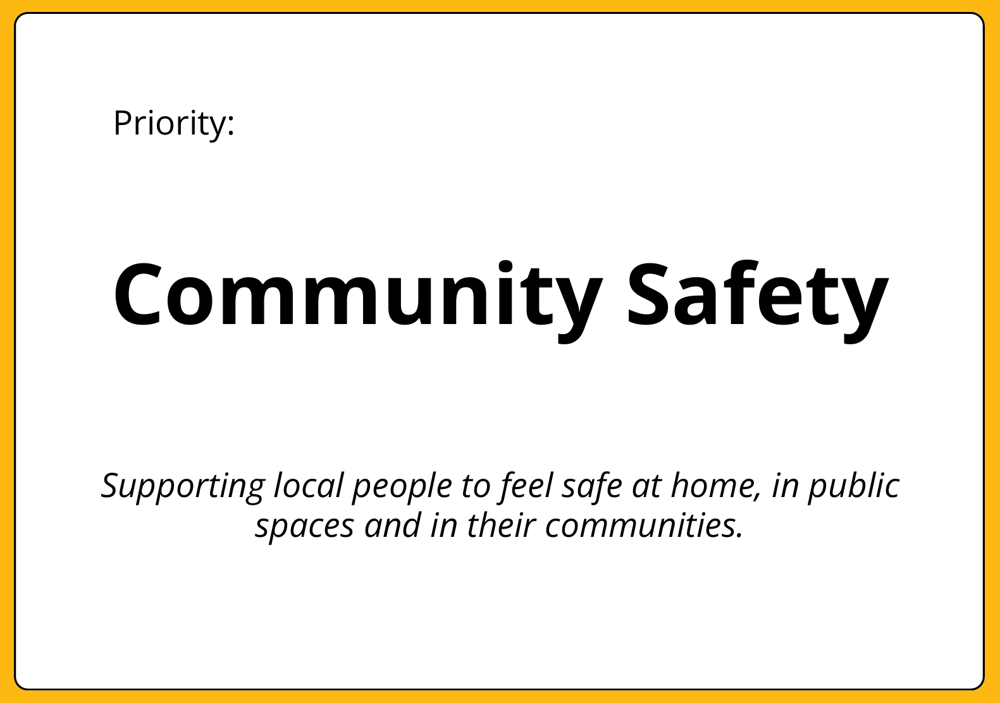 Priority:
Community Safety
Supporting local people to feel safe at home, in public
spaces and in their communities.